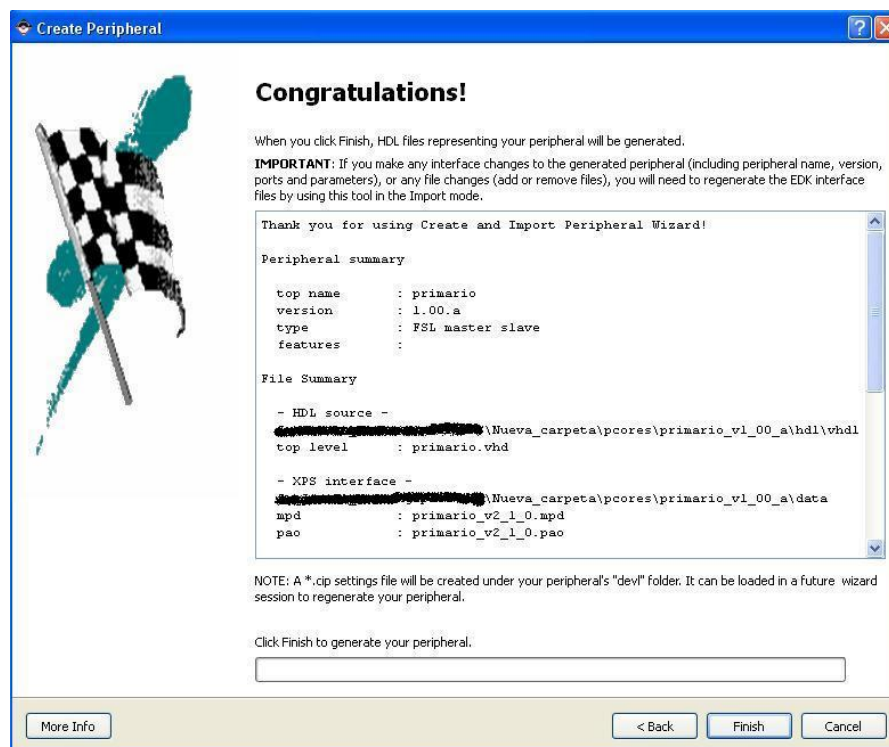 Create Peripheral
Congratulations!
When you click Finish, HDL files representing your peripheral will be generated.
IMPORTANT: If you make any interface changes to the generated peripheral (including peripheral name, version,
ports and parameters), or any file changes (add or remove files), you will need to regenerate the EDK interface
files by using this tool in the Import mode.
Thank you for using Create and Import Peripheral Wizard!
Peripheral summary
top name : primario
version : 1.00.a
type : FSL master slave
features :
File Summary
- HDL source -
\Nueva_carpeta\pcores\primario_v1_00_a\hdl\vhdl
top level : primario.vhd
- XPS interface -
\Nueva_carpeta\pcores\primario_v1_00_a\data
mpd : primario_v2_1_0.mpd
pao : primario_v2_1_0.pao
NOTE: A *.cip settings file will be created under your peripheral's "devl" folder. It can be loaded in a future wizard
session to regenerate your peripheral.
Click Finish to generate your peripheral.
More Info
< Back
Finish
Cancel